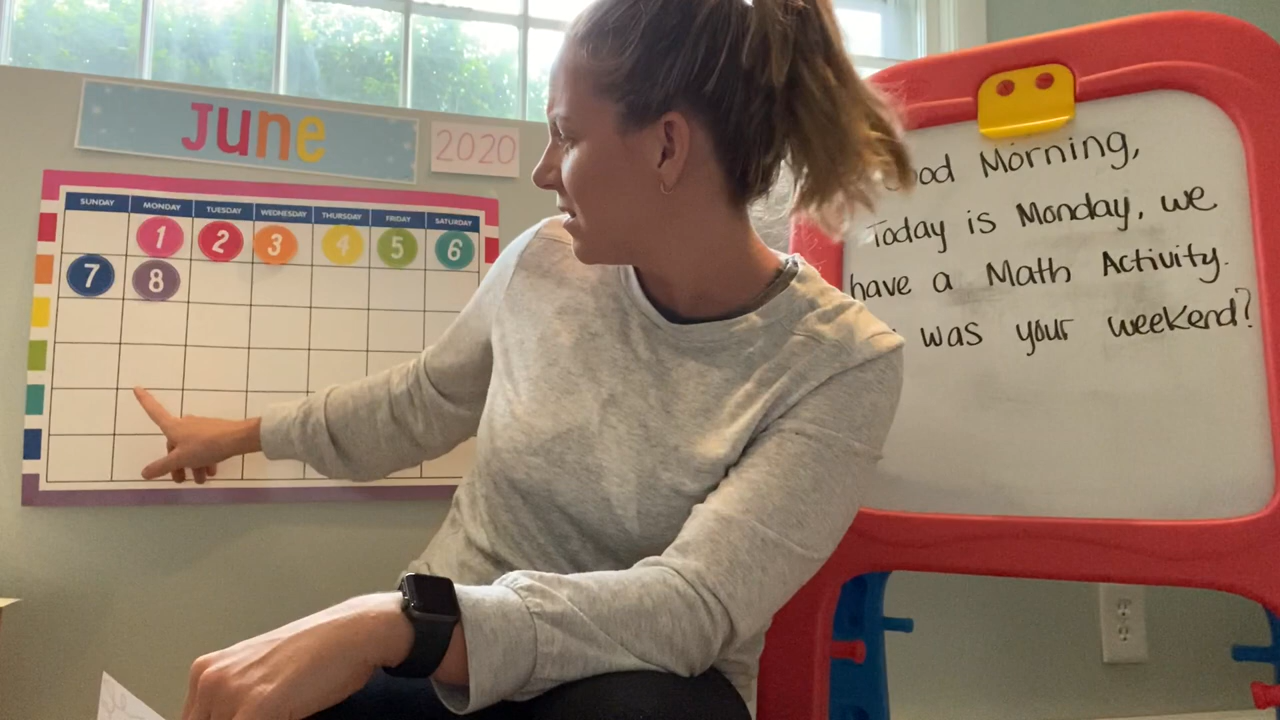 June
2020
SUNDAY MONDAY TUESDAY WEDNESDAY THURSDAY FRIDAY SATURDAY
1 2 3 4 5 6
7 8
Morning,
Today is Monday, we
have a Math Activity.
was your weekend?